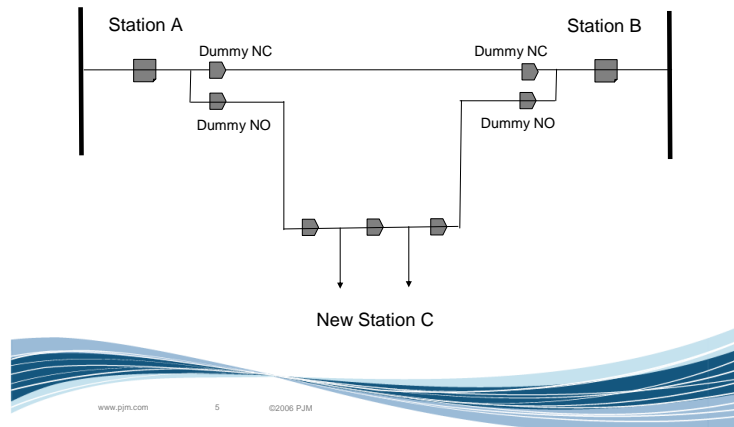 Station A
Station B
Dummy NC
Dummy NC
Dummy NO
Dummy NO
New Station C
www.pjm.com 5 ©2006 PJM